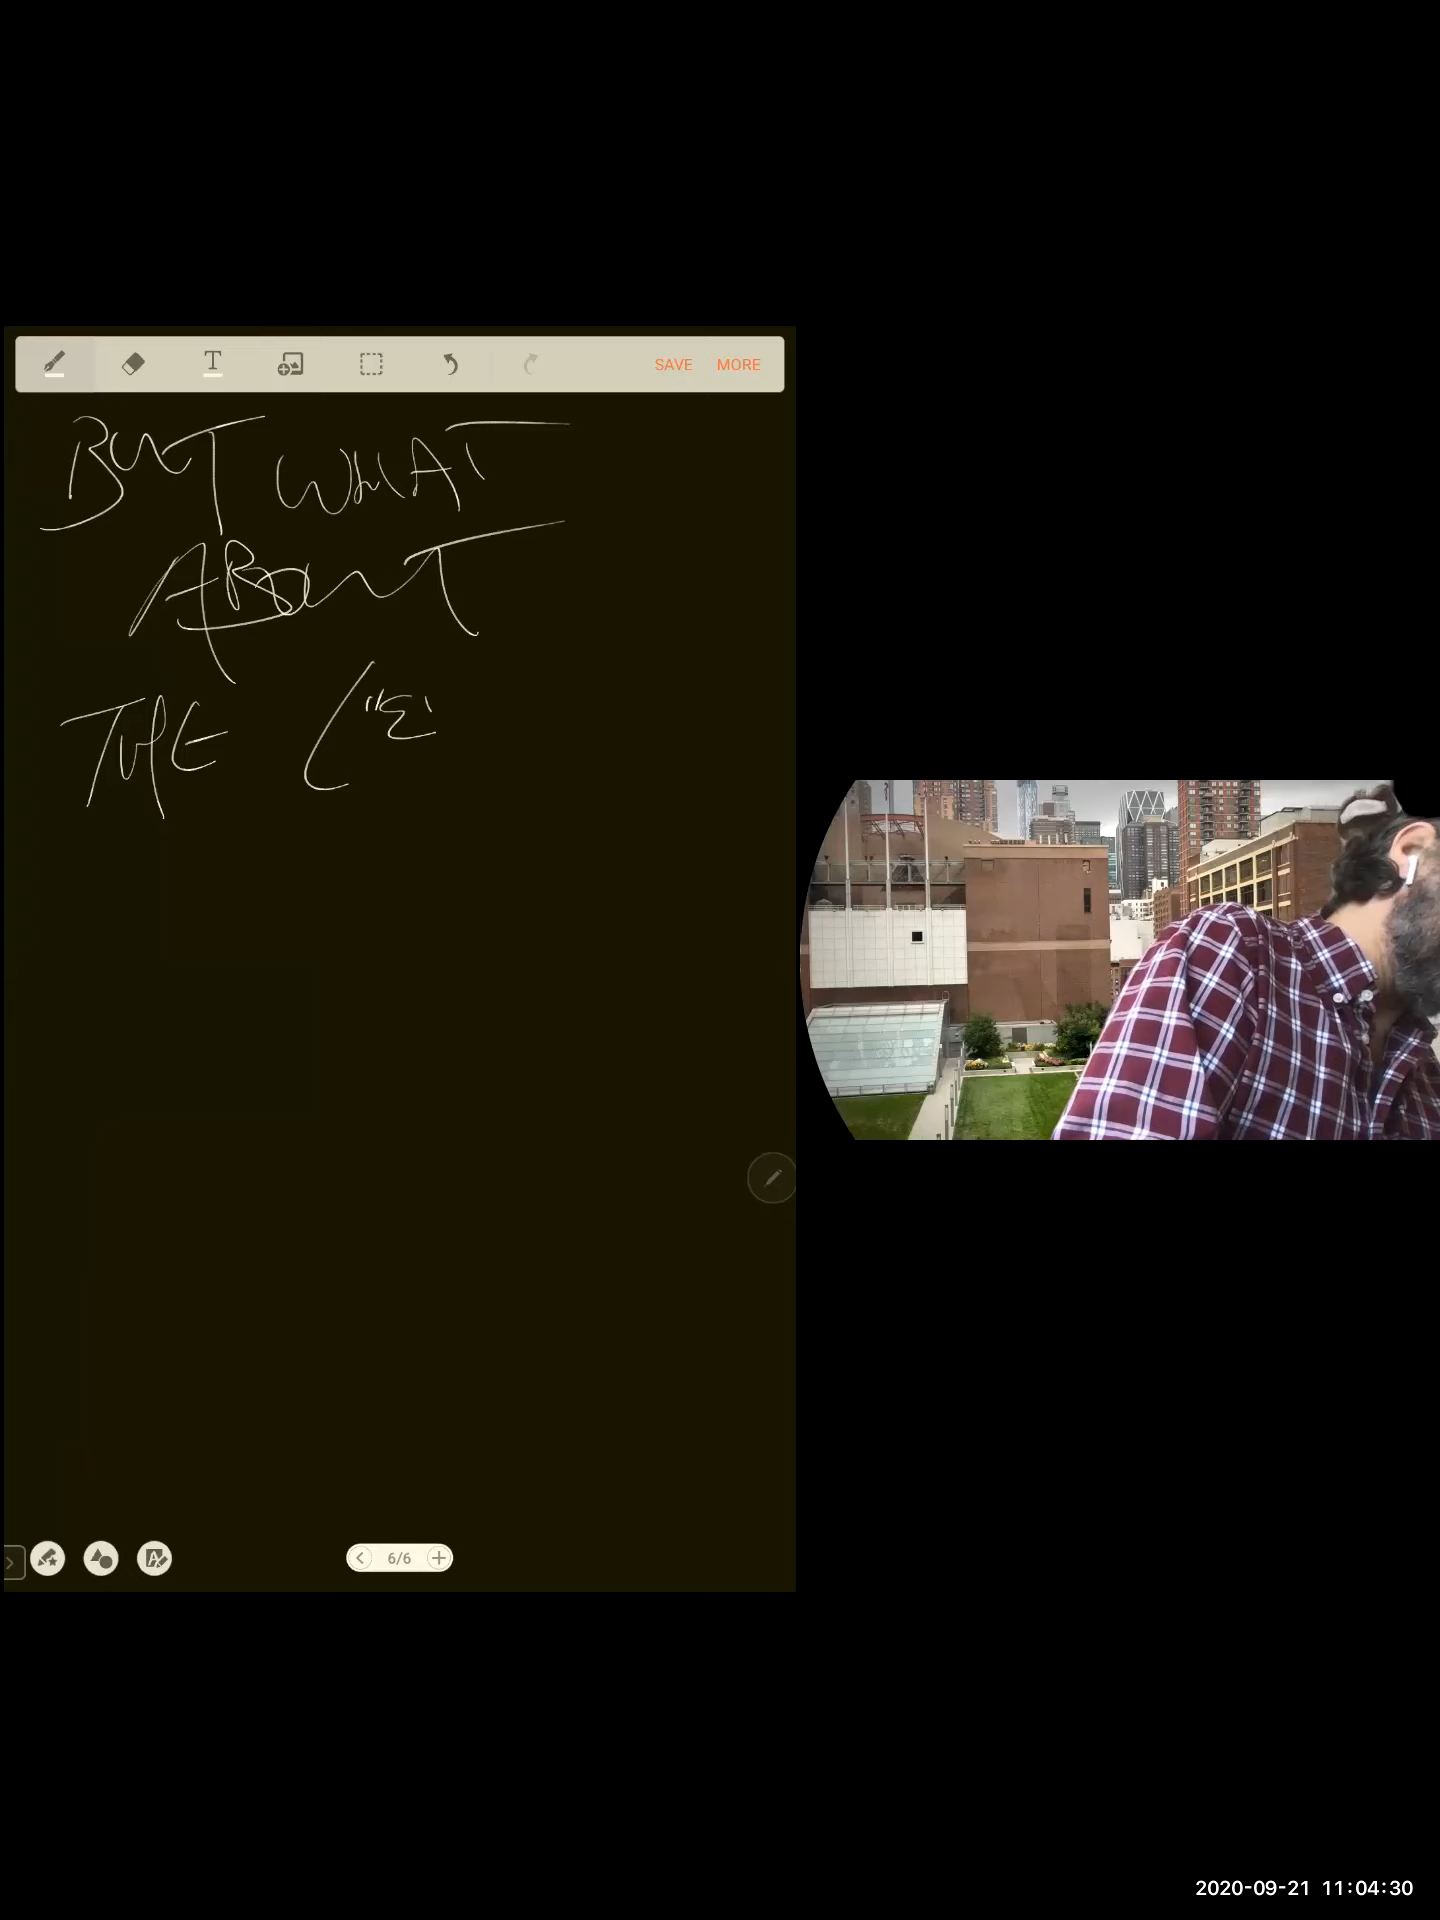 T
SAVE MORE
BUT WHAT
ABOUT
THE ("Σ"
A
6/6
2020-09-21 11:04:30